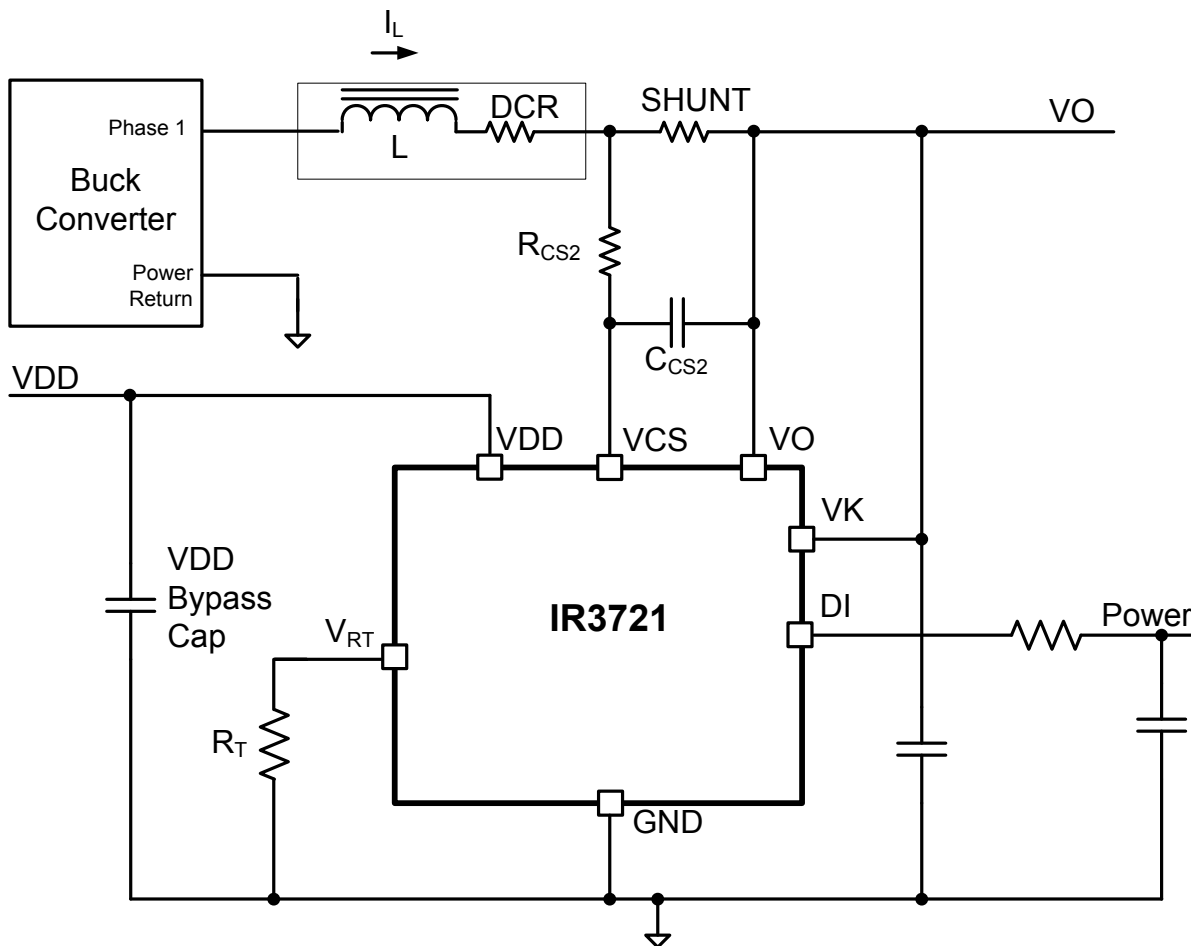 I_L
Phase 1
Buck
Converter
Power
Return
L
DCR
SHUNT
VO
R_CS2
C_CS2
VDD
VDD
VCS
VO
VK
DI
Power
VDD
Bypass
Cap
V_RT
IR3721
R_T
GND